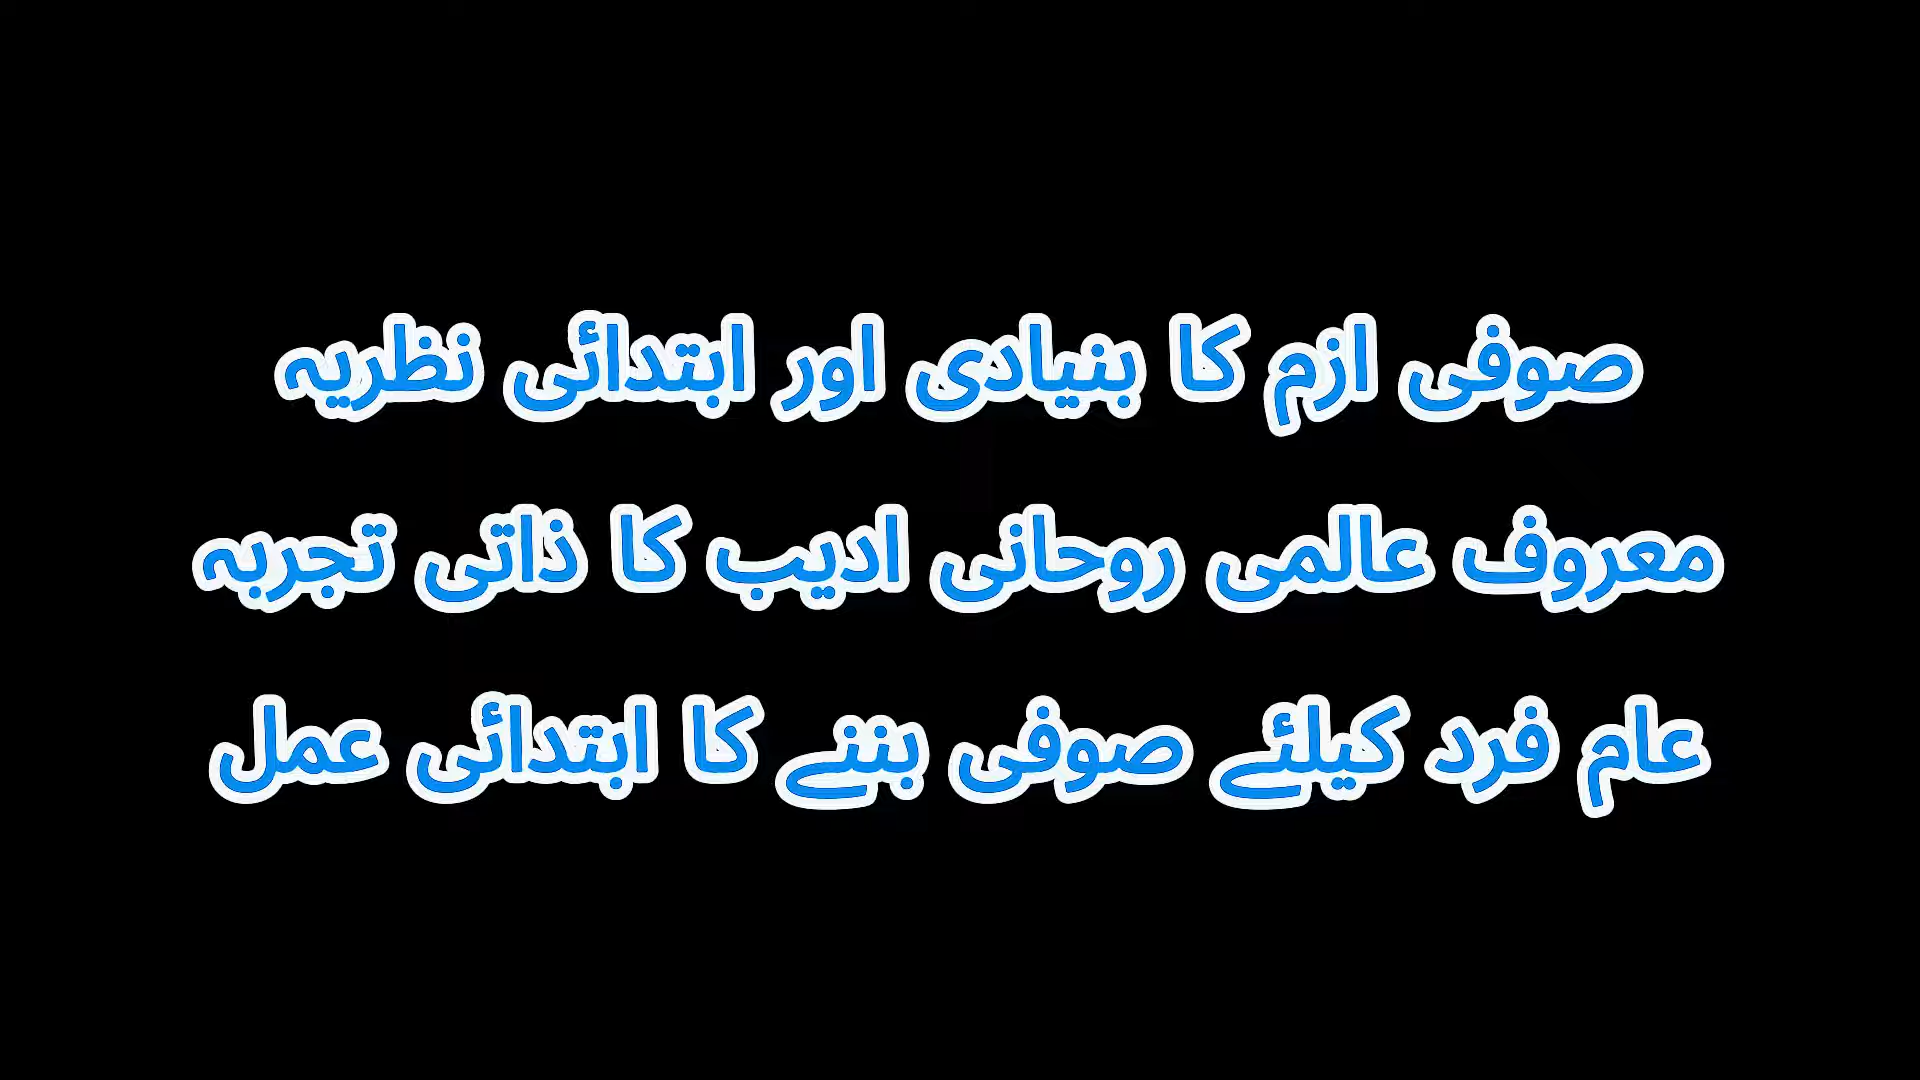 صوفی ازم کا بنیادی اور ابتدائی نظریہ
معروف عالمی روحانی ادیب کا ذاتی تجربہ
عام فرد کیلئے صوفی بننے کا ابتدائی عمل